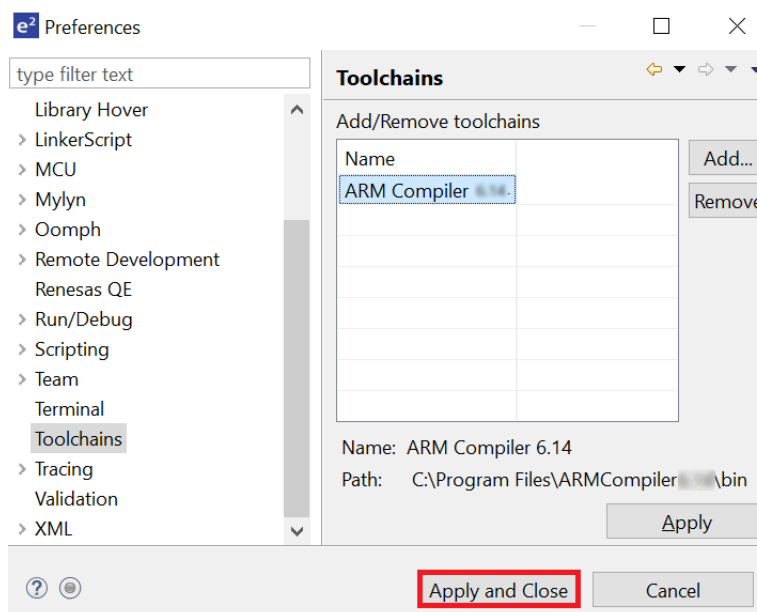 e² Preferences
type filter text
Library Hover
LinkerScript
MCU
Mylyn
Oomph
Remote Development
Renesas QE
Run/Debug
Scripting
Team
Terminal
Toolchains
Tracing
Validation
XML
Toolchains
Add/Remove toolchains
Name
ARM Compiler
Add...
Remove
Name: ARM Compiler 6.14
Path: C:\Program Files\ARMCompiler \bin
Apply
? Apply and Close Cancel